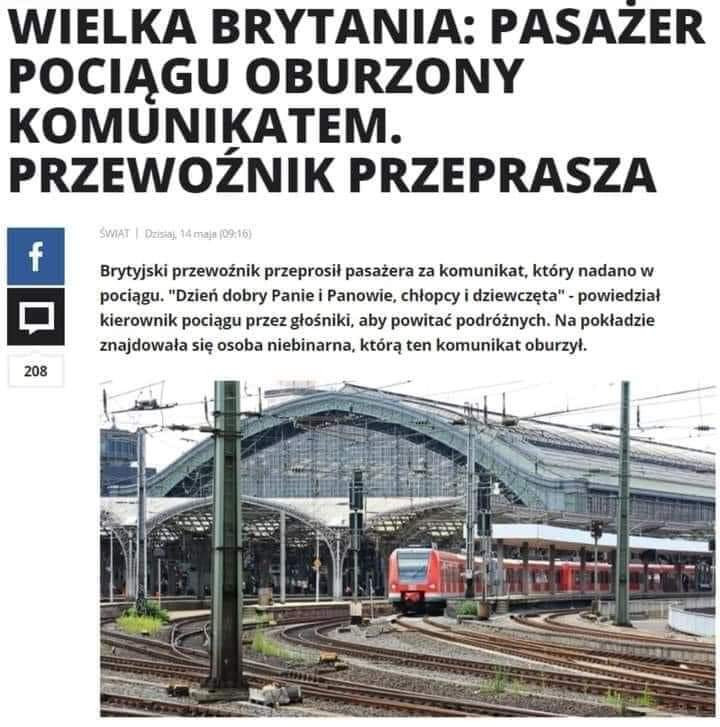 WIELKA BRYTANIA: PASAŻER
POCIĄGU OBURZONY
KOMUNIKATEM.
PRZEWOŹNIK PRZEPRASZA
ŚWIAT | Dzisiaj, 14 maja (09:16)
f
Brytyjski przewoźnik przeprosił pasażera za komunikat, który nadano w
pociągu. "Dzień dobry Panie i Panowie, chłopcy i dziewczęta" - powiedział
kierownik pociągu przez głośniki, aby powitać podróżnych. Na pokładzie
znajdowała się osoba niebinarna, którą ten komunikat oburzył.
208